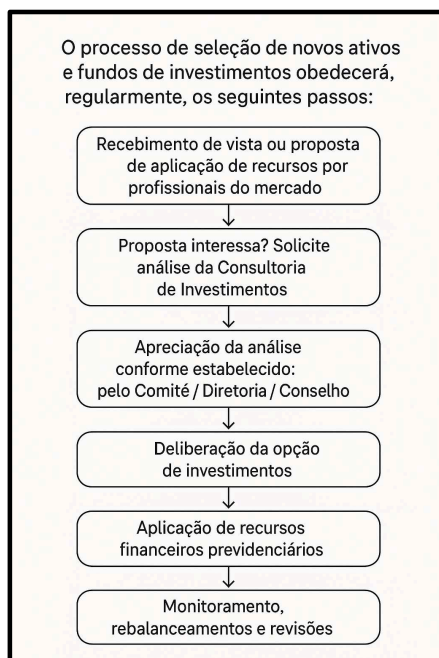 O processo de seleção de novos ativos
e fundos de investimentos obedecerá,
regularmente, os seguintes passos:
Recebimento de vista ou proposta
de aplicação de recursos por
profissionais do mercado
Proposta interessa? Solicite
análise da Consultoria
de Investimentos
Apreciação da análise
conforme estabelecido:
pelo Comité / Diretoria / Conselho
Deliberação da opção
de investimentos
Aplicação de recursos
financeiros previdenciários
Monitoramento,
rebalanceamentos e revisões